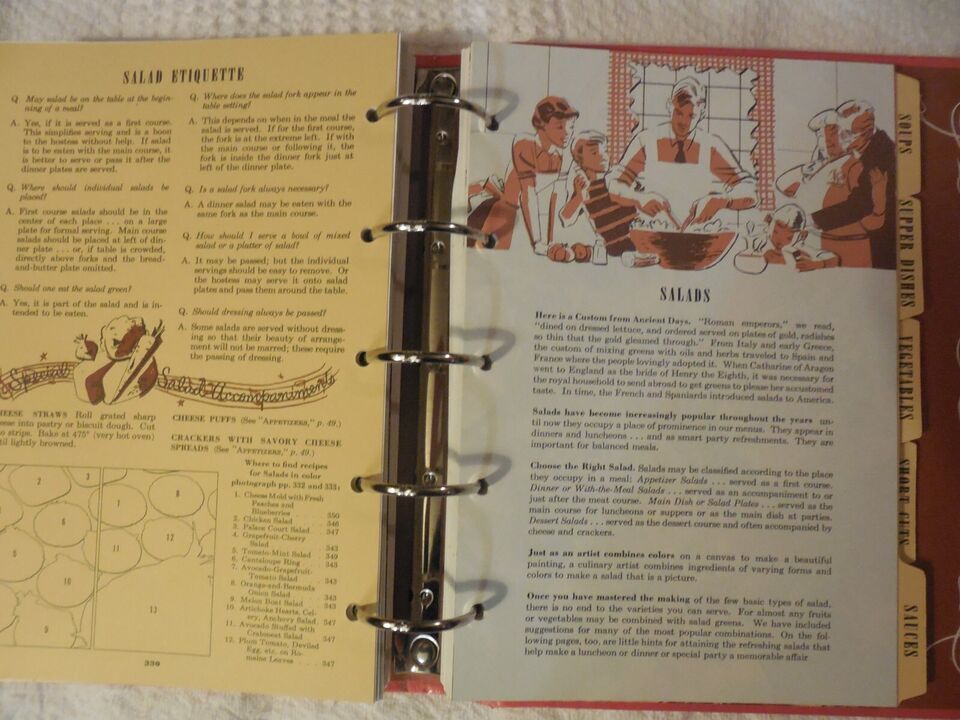 SALAD ETIQUETTE
Q May salad be on the table at the begin-
ning of a meal?
A. Yes, if it is served as a first course.
This simplifies serving and is a boon
to the hostess without help. If salad
is to be eaten with the main course, it
is better to serve or pass it after the
dinner plates are served.
Q. Where should individual salads be
placed?
A. First course salads should be in the
center of each place ... on a large
plate for formal serving. Main course
salads should be placed at left of din-
ner plate ... or, if table is crowded,
directly above forks and the bread-
and-butter plate omitted.
Q. Should one eat the salad green?
A. Yes, it is part of the salad and is in-
tended to be eaten.
Q. Where does the salad fork appear in the
table setting?
A. This depends on when in the meal the
salad is served. If for the first course,
the fork is at the extreme left. If with
the main course or following it, the
fork is inside the dinner fork just at
left of the dinner plate.
Q. Is a salad fork always necessary?
A. A dinner salad may be eaten with the
same fork as the main course.
Q. How should I serve a bowl of mixed
salad or a platter of salad?
A. It may be passed; but the individual
servings should be easy to remove. Or
the hostess may serve it onto salad
plates and pass them around the table.
Q. Should dressing always be passed?
A. Some salads are served without dress-
ing so that their beauty of arrange-
ment will not be marred; these require
the passing of dressing.
Special Salad Accompaniments
HEESE STRAWS Roll grated sharp
eese into pastry or biscuit dough. Cut
o strips. Bake at 475° (very hot oven)
til lightly browned.
CHEESE PUFFS (See "APPETIZERS," p. 49.)
CRACKERS WITH SAVORY CHEESE
SPREADS (See "APPETIZERS," p. 49.)
Where to find recipes
for Salads in color
photograph pp. 332 and 333:
1. Cheese Mold with Fresh
Peaches and
Blueberries 350
2. Chicken Salad 346
3. Palace Court Salad 347
4. Grapefruit-Cherry
Salad 343
5. Tomato-Mint Salad 349
6. Cantaloupe Ring 343
7. Avocado-Grapefruit-
Tomato Salad 343
8. Orange-and-Bermuda
Onion Salad 343
9. Melon Boat Salad 343
10. Artichoke Hearts, Cel-
ery, Anchovy Salad 347
11. Avocado Stuffed with
Crabmeat Salad 347
12. Plum Tomato, Deviled
Egg, etc. on Ro-
maine Leaves 347
1
3
8
6
11
12
5
10
9
13
330
SALADS
Here is a Custom from Ancient Days. "Roman emperors," we read,
"dined on dressed lettuce, and ordered served on plates of gold, radishes
so thin that the gold gleamed through." From Italy and early Greece,
the custom of mixing greens with oils and herbs traveled to Spain and
France where the people lovingly adopted it. When Catharine of Aragon
went to England as the bride of Henry the Eighth, it was necessary for
the royal household to send abroad to get greens to please her accustomed
taste. In time, the French and Spaniards introduced salads to America.
Salads have become increasingly popular throughout the years un-
til now they occupy a place of prominence in our menus. They appear in
dinners and luncheons ... and as smart party refreshments. They are
important for balanced meals.
Choose the Right Salad. Salads may be classified according to the place
they occupy in a meal: Appetizer Salads ... served as a first course.
Dinner or With-the-Meal Salads ... served as an accompaniment to or
just after the meat course. Main Dish or Salad Plates ... served as the
main course for luncheons or suppers or as the main dish at parties.
Dessert Salads ... served as the dessert course and often accompanied by
cheese and crackers.
Just as an artist combines colors on a canvas to make a beautiful
painting, a culinary artist combines ingredients of varying forms and
colors to make a salad that is a picture.
Once you have mastered the making of the few basic types of salad,
there is no end to the varieties you can serve. For almost any fruits
or vegetables may be combined with salad greens. We have included
suggestions for many of the most popular combinations. On the fol-
lowing pages, too, are little hints for attaining the refreshing salads that
help make a luncheon or dinner or special party a memorable affair
SOUPS
SUPPER DISHES
VEGETABLES
SHORT CUTS
SAUCES